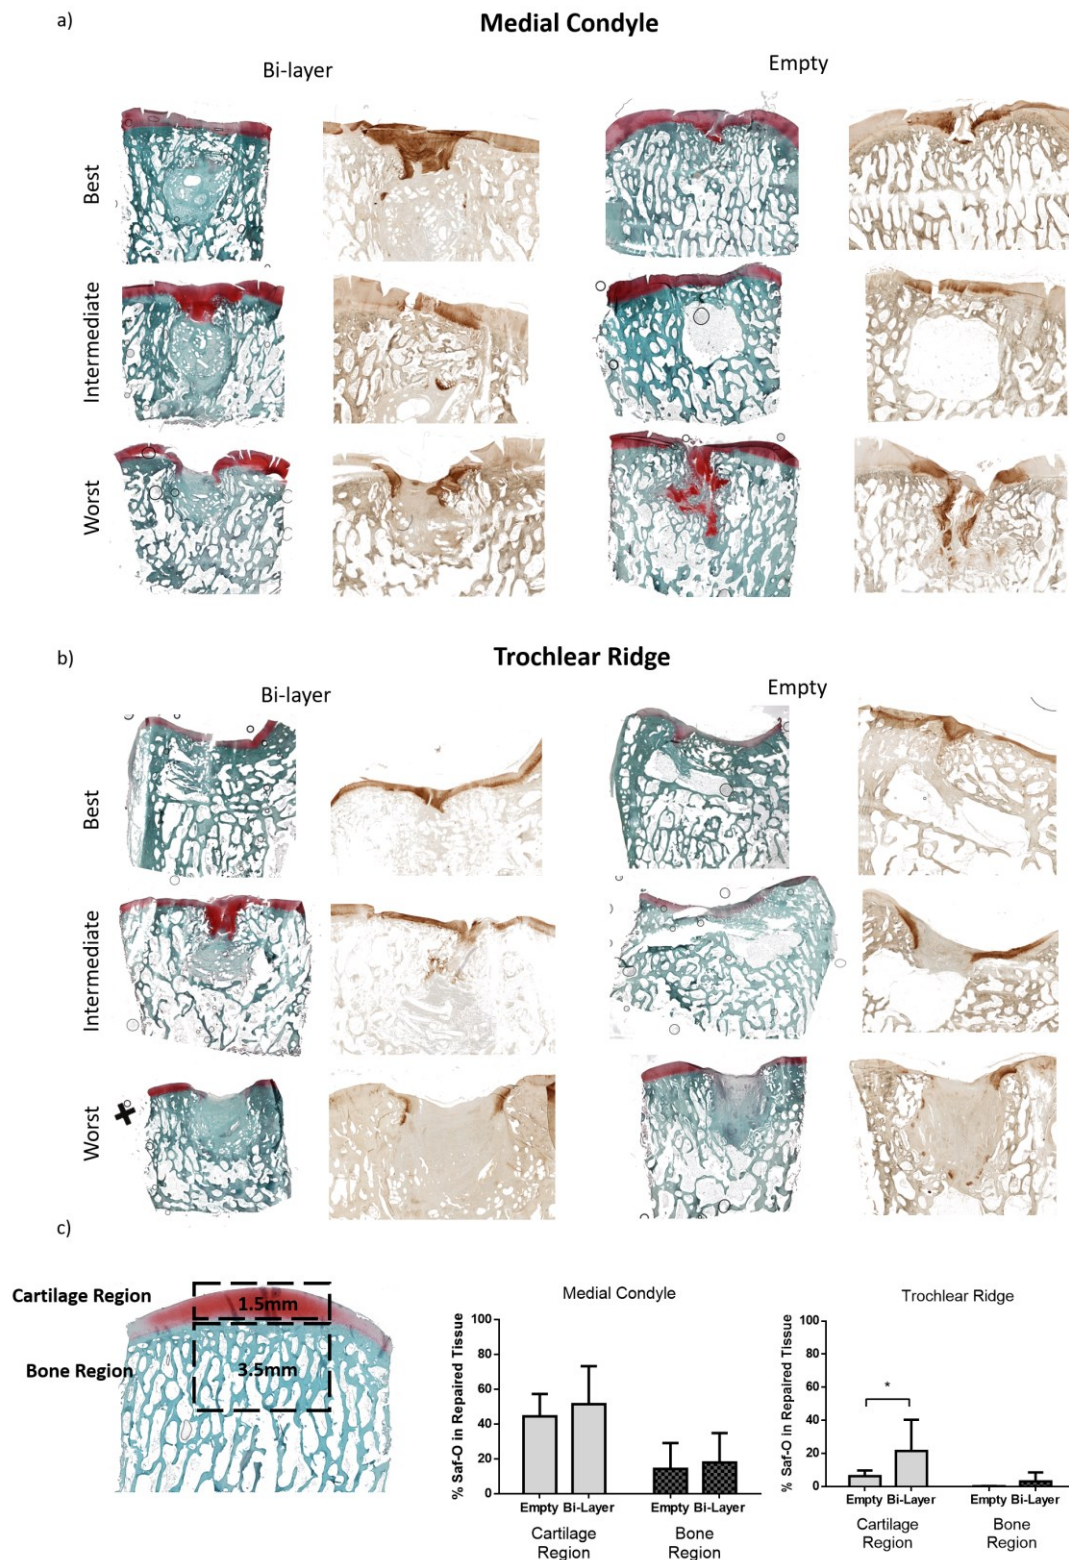 a)
Medial Condyle
Bi-layer
Empty
Best
Intermediate
Worst
b)
Trochlear Ridge
Bi-layer
Empty
Best
Intermediate
Worst
c)
Cartilage Region
1.5mm
Bone Region
3.5mm
Medial Condyle
% Saf-O in Repaired Tissue
100
80
60
40
20
0
Empty Bi-Layer
Empty Bi-Layer
Cartilage
Region
Bone
Region
Trochlear Ridge
% Saf-O in Repaired Tissue
100
80
60
40
20
0
*
Empty Bi-Layer
Empty Bi-Layer
Cartilage
Region
Bone
Region